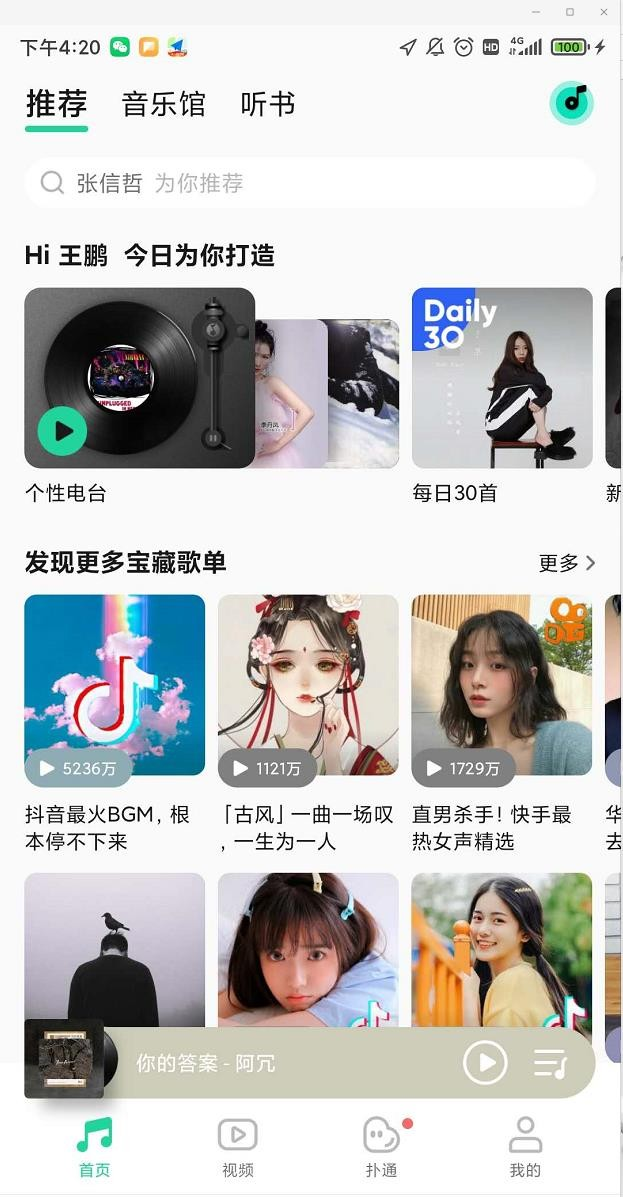 下午4:20
HD 4G 100
推荐 音乐馆 听书
张信哲 为你推荐
Hi 王鹏 今日为你打造
Daily
30
NIRVANA
UNPLUGGED
李丹凤
个性电台
每日30首
新
发现更多宝藏歌单
更多
5236万
1121万
1729万
抖音最火BGM，根
本停不下来
「古风」一曲一场叹
，一生为一人
直男杀手！快手最
热女声精选
华
去
你的答案 - 阿冗
首页
视频
扑通
我的